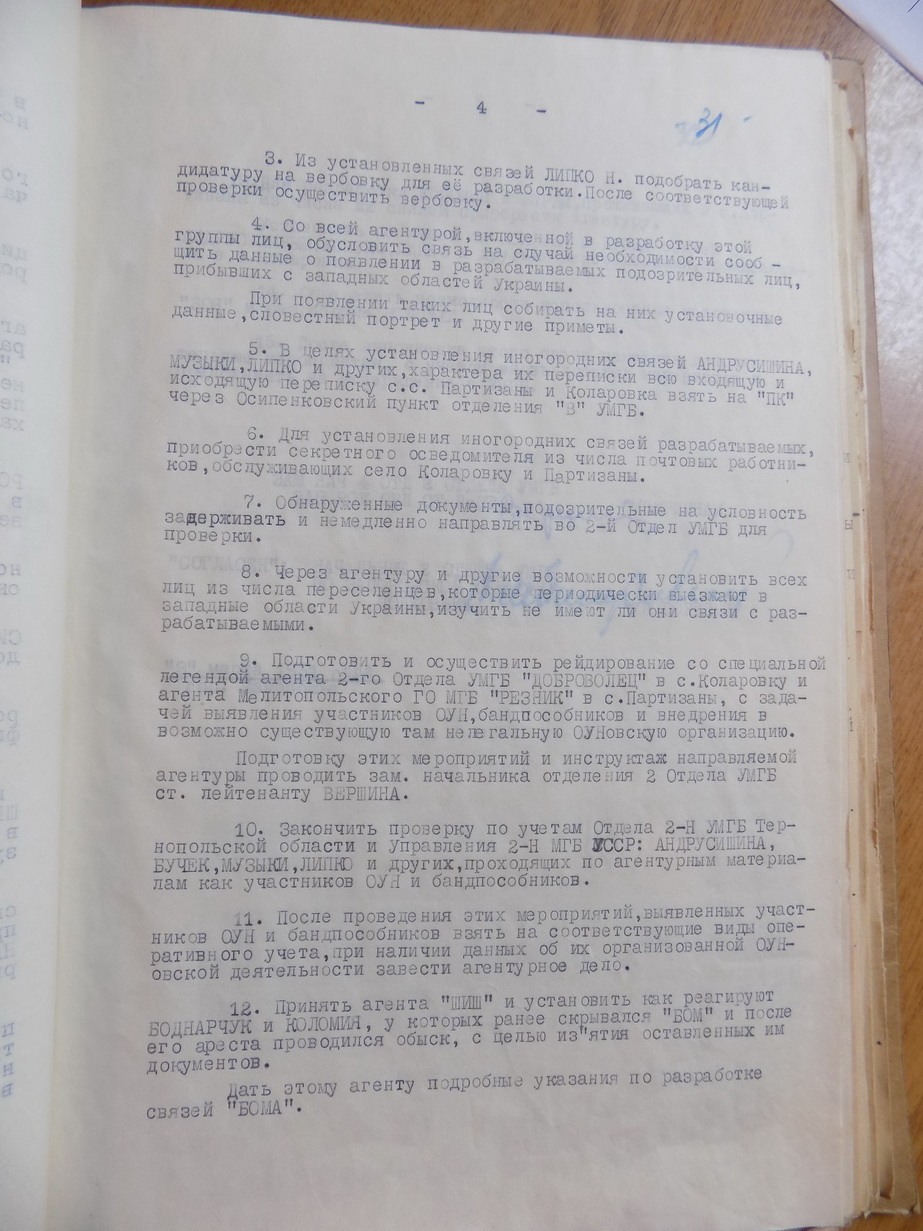 - 4 -
31
3. Из установленных связей ЛИПКО Н. подобрать кан-
дидатуру на вербовку для её разработки.После соответствующей
проверки осуществить вербовку.
4. Со всей агентурой,включенной в разработку этой
группы лиц, обусловить связь на случай необходимости сооб -
щить данные о появлении в разрабатываемых подозрительных лиц,
прибывших с западных областей Украины.
При появлении таких лиц собирать на них установочные
данные,словестный портрет и другие приметы.
5. В целях установления иногородних связей АНДРУСИШИНА,
МУЗЫКИ,ЛИПКО и других,характера их переписки всю входящую и
исходящую переписку с.с. Партизаны и Коларовка взять на "ПК"
через Осипенковский пункт отделения "В" УМГБ.
6. Для установления иногородних связей разрабатываемых,
приобрести секретного осведомителя из числа почтовых работни-
ков,обслуживающих село Коларовку и Партизаны.
7. Обнаруженные документы,подозрительные на условность
задерживать и немедленно направлять во 2-й Отдел УМГБ для
проверки.
8. Через агентуру и другие возможности установить всех
лиц из числа переселенцев,которые периодически выезжают в
западные области Украины,изучить не имеют ли они связи с раз-
рабатываемыми.
9. Подготовить и осуществить рейдирование со специальной
легендой агента 2-го Отдела УМГБ "ДОБРОВОЛЕЦ" в с.Коларовку и
агента Мелитопольского ГО МГБ "РЕЗНИК" в с.Партизаны, с зада-
чей выявления участников ОУН,бандпособников и внедрения в
возможно существующую там нелегальную ОУНовскую организацию.
Подготовку этих мероприятий и инструктаж направляемой
агентуры проводить зам. начальника отделения 2 Отдела УМГБ
ст. лейтенанту ВЕРШИНА.
10. Закончить проверку по учетам Отдела 2-Н УМГБ Тер-
нопольской области и Управления 2-Н МГБ УССР: АНДРУСИШИНА,
БУЧЕК,МУЗЫКИ,ЛИПКО и других,проходящих по агентурным материа-
лам как участников ОУН и бандпособников.
11. После проведения этих мероприятий,выявленных участ-
ников ОУН и бандпособников взять на соответствующие виды опе-
ративного учета,при наличии данных об их организованной ОУН-
овской деятельности завести агентурное дело.
12. Принять агента "ШИШ" и установить как реагируют
БОДНАРЧУК и КОЛОМИЯ, у которых ранее скрывался "БОМ" и после
его ареста проводился обыск, с целью из"ятия оставленных им
документов.
Дать этому агенту подробные указания по разработке
связей "БОМА".